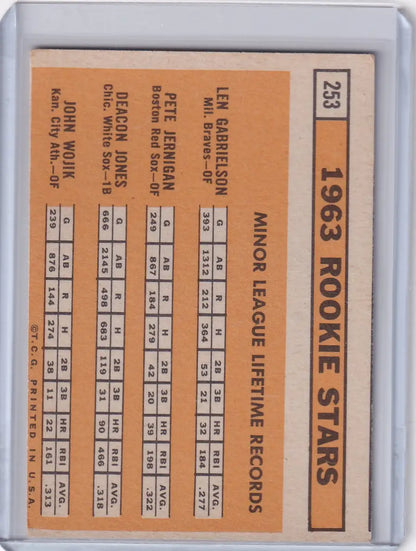 253
1963 ROOKIE STARS
MINOR LEAGUE LIFETIME RECORDS
LEN GABRIELSON
Mil. Braves—OF
G AB R H 2B 3B HR RBI AVG.
393 1312 212 364 53 21 32 184 .277
PETE JERNIGAN
Boston Red Sox—OF
G AB R H 2B 3B HR RBI AVG.
249 867 184 279 42 20 39 198 .322
DEACON JONES
Chic. White Sox—1B
G AB R H 2B 3B HR RBI AVG.
666 2145 498 683 119 31 90 466 .318
JOHN WOJIK
Kan. City Ath.—OF
G AB R H 2B 3B HR RBI AVG.
239 876 144 274 38 11 22 161 .313
©T.C.G. PRINTED IN U.S.A.